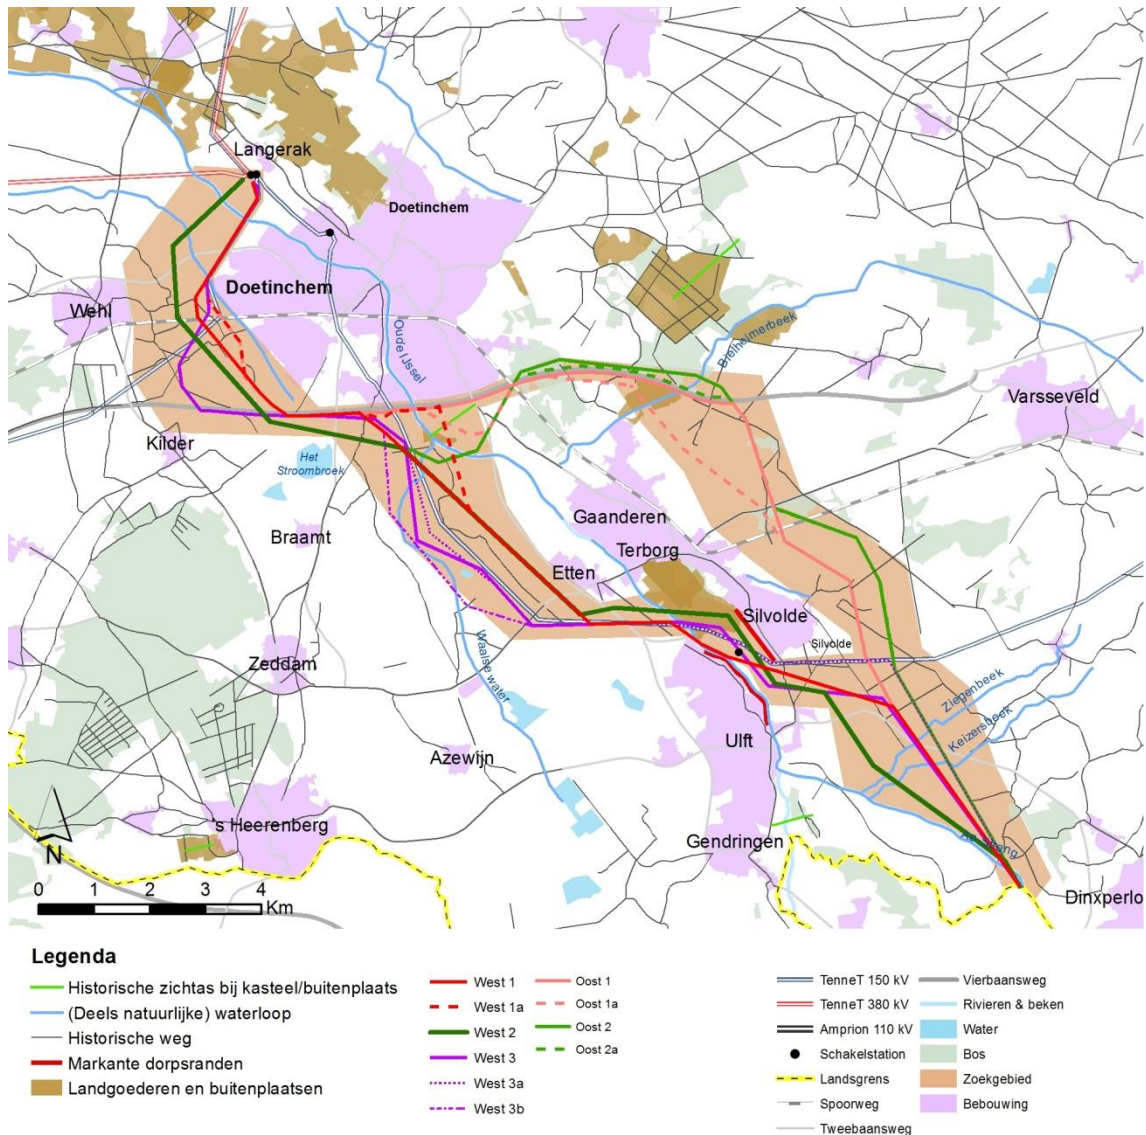 Langerak
Doetinchem
Doetinchem
Wehl
Oude IJssel
Bielheimerbeek
Varsseveld
Kilder
Het
Stroombroek
Braamt
Gaanderen
Terborg
Etten
Silvolde
Silvolde
Zeddam
Waalse water
Ziegenbeek
Keizersbeek
Ulft
Azewijn
's Heerenberg
Gendringen
Dinxperlo
N
0 1 2 3 4
Km
Legenda
Historische zichtas bij kasteel/buitenplaats
(Deels natuurlijke) waterloop
Historische weg
Markante dorpsranden
Landgoederen en buitenplaatsen
West 1
West 1a
West 2
West 3
West 3a
West 3b
Oost 1
Oost 1a
Oost 2
Oost 2a
TenneT 150 kV
TenneT 380 kV
Amprion 110 kV
Schakelstation
Landsgrens
Spoorweg
Tweebaansweg
Vierbaansweg
Rivieren & beken
Water
Bos
Zoekgebied
Bebouwing